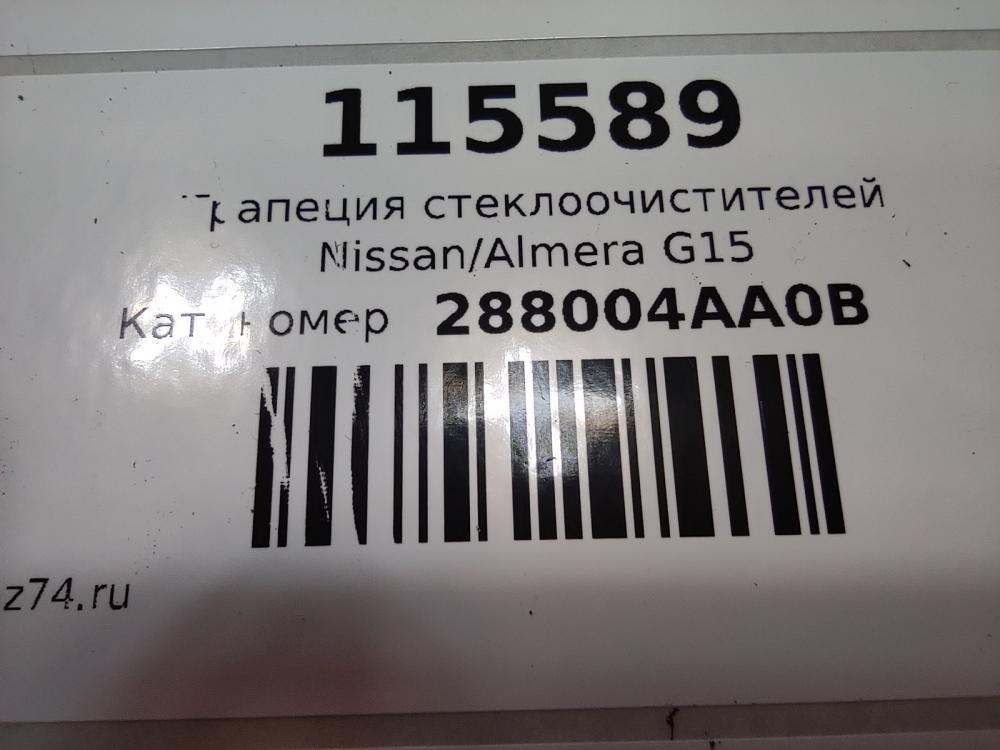 115589
Трапеция стеклоочистителей
Nissan/Almera G15
Кат. номер 288004AA0B
z74.ru